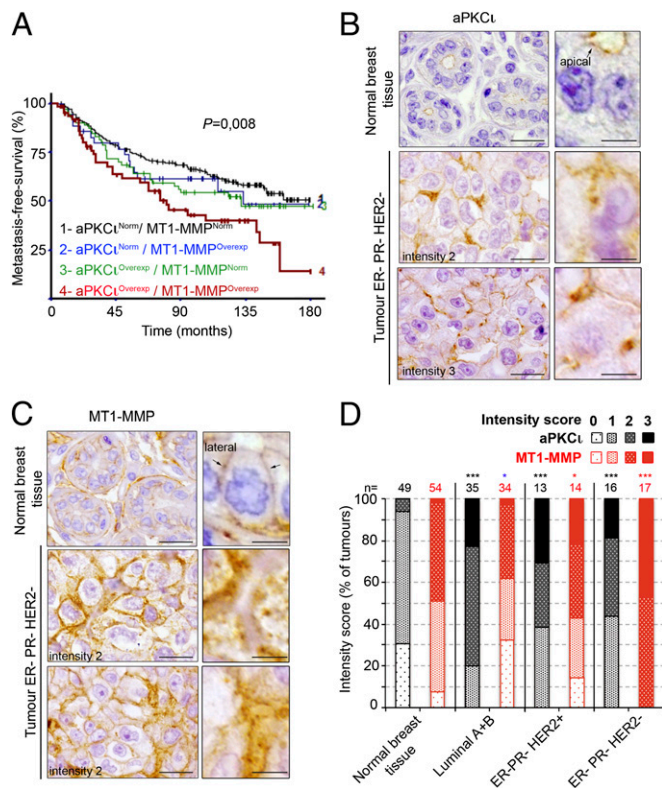 A
Metastasis-free-survival (%)
100
75
50
25
P=0,008
1
2
3
1- aPKCι^Norm / MT1-MMP^Norm
2- aPKCι^Norm / MT1-MMP^Overexp
3- aPKCι^Overexp / MT1-MMP^Norm
4- aPKCι^Overexp / MT1-MMP^Overexp
4
0 45 90 135 180
Time (months)
B
aPKCι
Normal breast
tissue
apical
Tumour ER- PR- HER2-
intensity 2
intensity 3
C
MT1-MMP
Normal breast
tissue
lateral
Tumour ER- PR- HER2-
intensity 2
intensity 2
D
Intensity score 0 1 2 3
aPKCι
MT1-MMP
*** * *** * *** ***
n= 49 54 35 34 13 14 16 17
Intensity score (% of tumours)
100
80
60
40
20
0
Normal breast
tissue
Luminal A+B
ER-PR- HER2+
ER- PR- HER2-